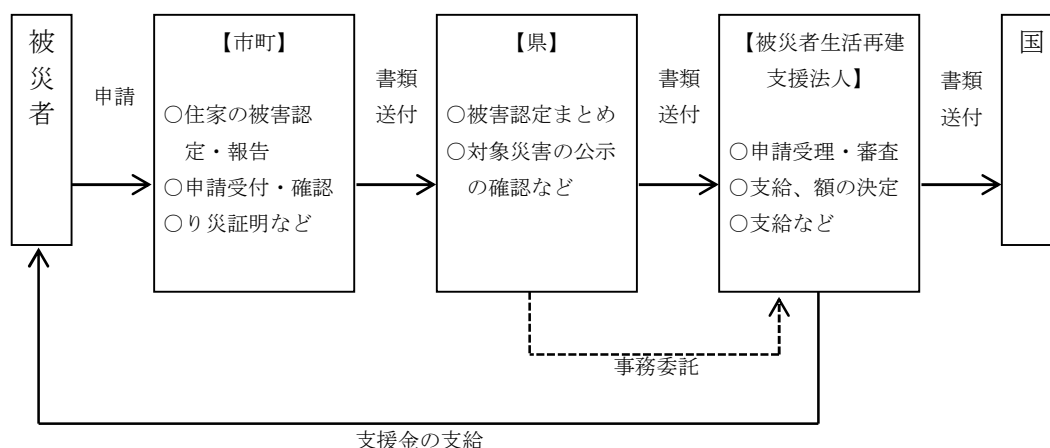 被災者
申請
【市町】
○住家の被害認
定・報告
○申請受付・確認
○り災証明など
書類
送付
【県】
○被害認定まとめ
○対象災害の公示
の確認など
書類
送付
【被災者生活再建
支援法人】
○申請受理・審査
○支給、額の決定
○支給など
書類
送付
国
事務委託
支援金の支給